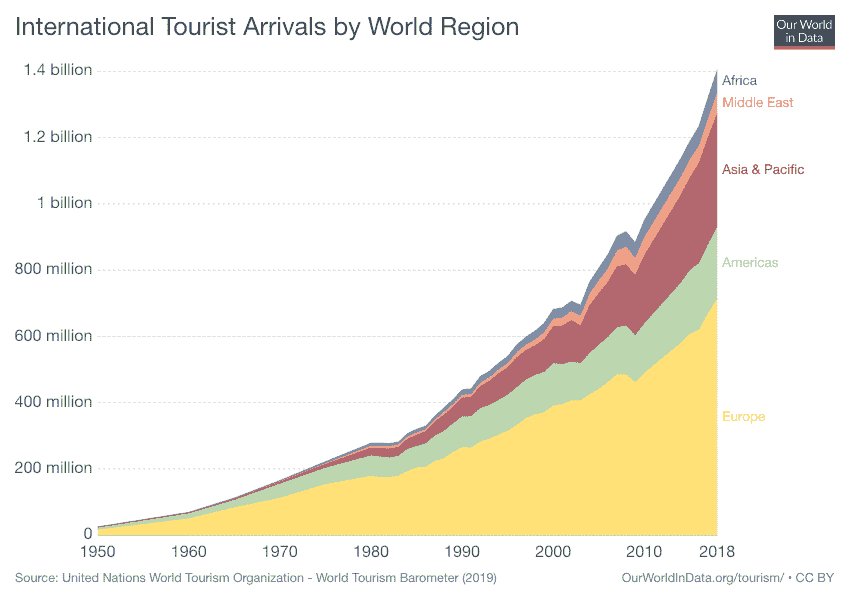 International Tourist Arrivals by World Region
Our World
in Data
1.4 billion
1.2 billion
1 billion
800 million
600 million
400 million
200 million
0
Africa
Middle East
Asia & Pacific
Americas
Europe
1950
1960
1970
1980
1990
2000
2010
2018
Source: United Nations World Tourism Organization - World Tourism Barometer (2019)
OurWorldInData.org/tourism/ • CC BY